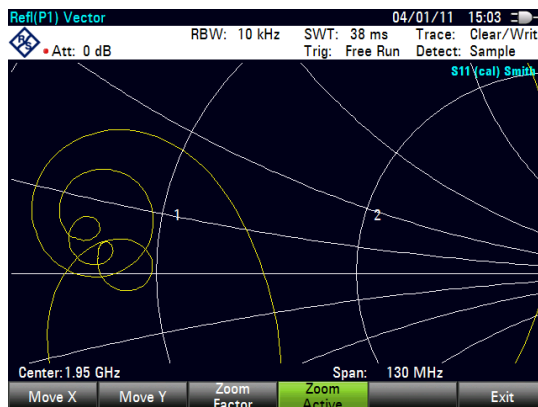 Refl(P1) Vector 04/01/11 15:03
RBW: 10 kHz SWT: 38 ms Trace: Clear/Writ
Att: 0 dB Trig: Free Run Detect: Sample
S11 (cal) Smith
1 2
Center: 1.95 GHz Span: 130 MHz
Move X Move Y Zoom Factor Zoom Active Exit